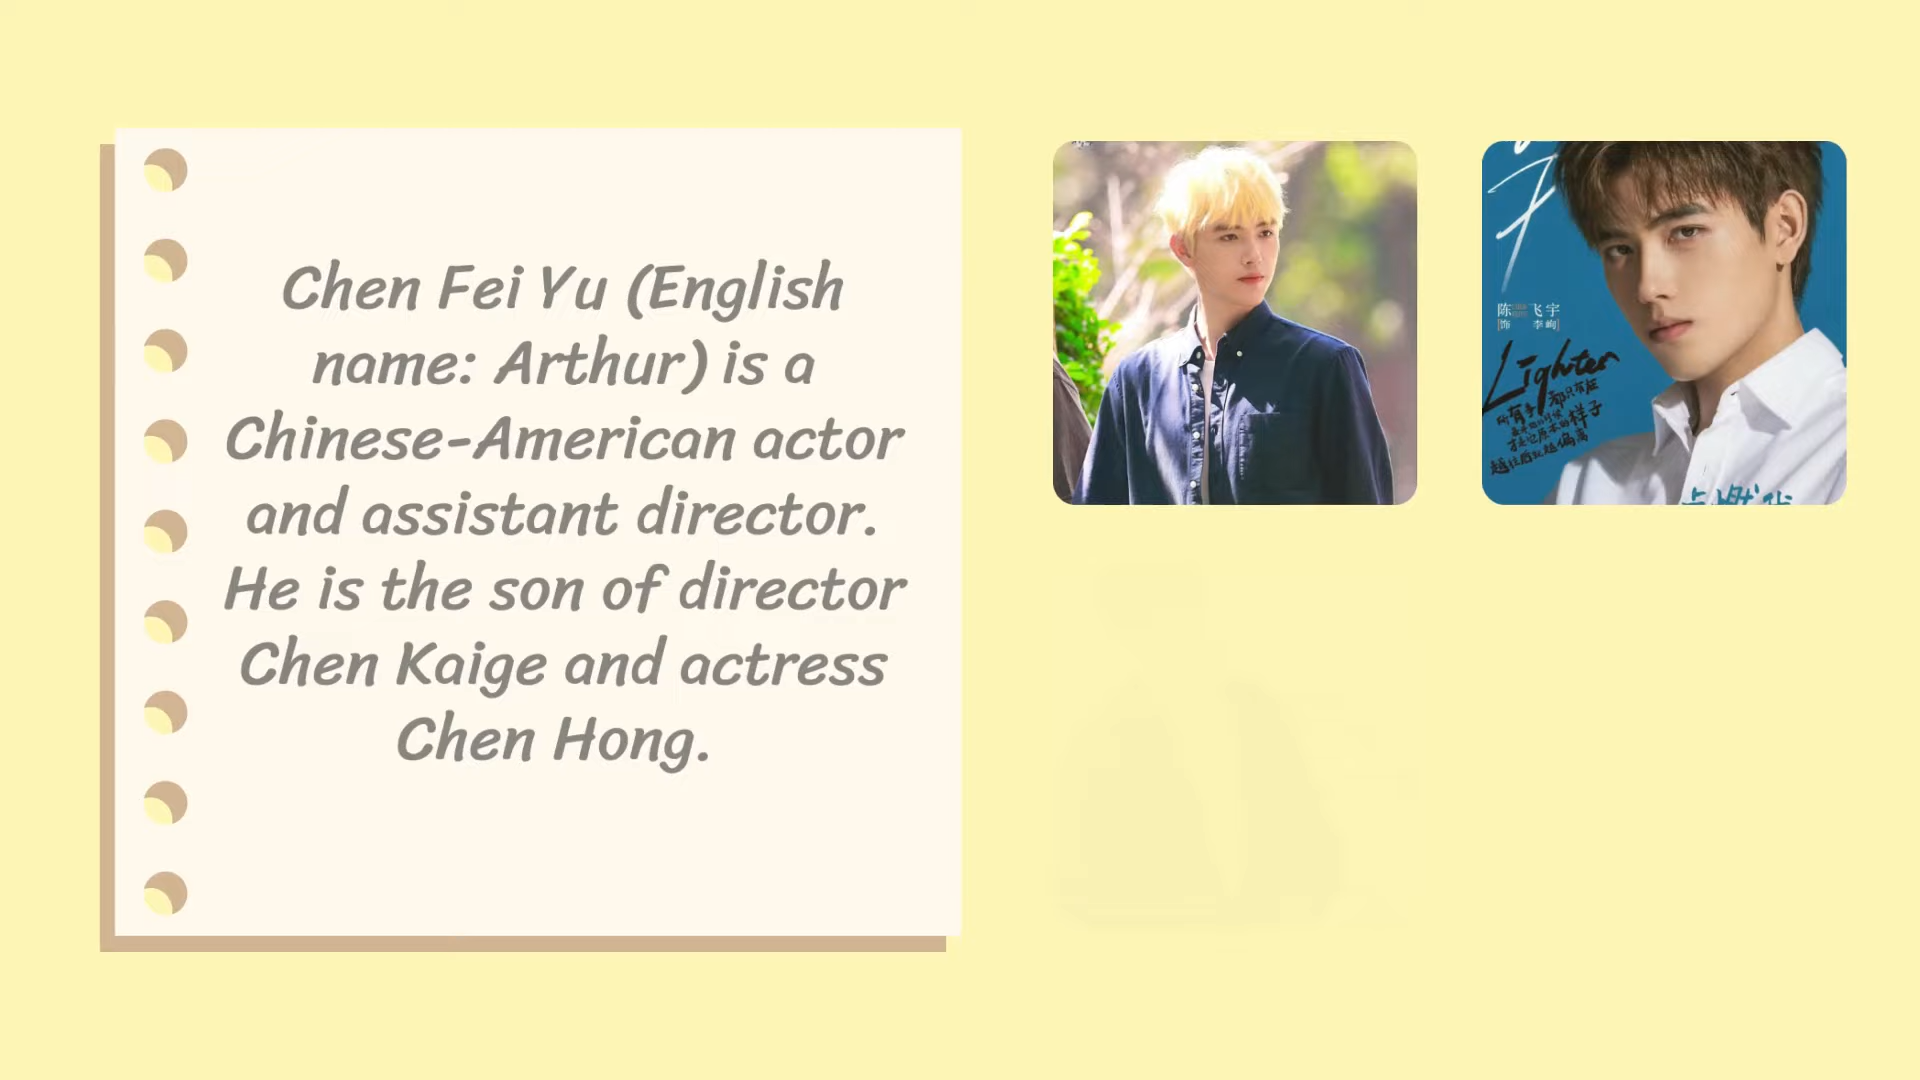 Chen Fei Yu (English
name: Arthur) is a
Chinese-American actor
and assistant director.
He is the son of director
Chen Kaige and actress
Chen Hong.
陈飞宇
饰 李峋
Lighter